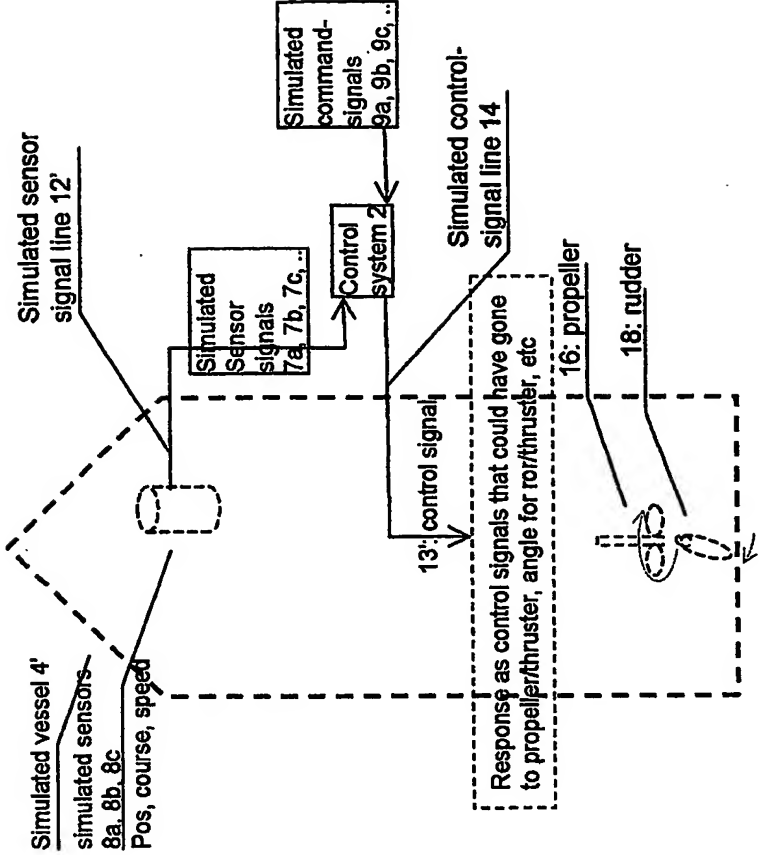 Simulated vessel 4'
simulated sensors
8a, 8b, 8c
Pos, course, speed
Simulated sensor
signal line 12'
Simulated
Sensor
signals
7a, 7b, 7c, ..
Simulated
command-
signals
9a, 9b, 9c, ..
Control
system 2
Simulated control-
signal line 14
13': control signal
Response as control signals that could have gone
to propeller/thruster, angle for ror/thruster, etc
16: propeller
18: rudder